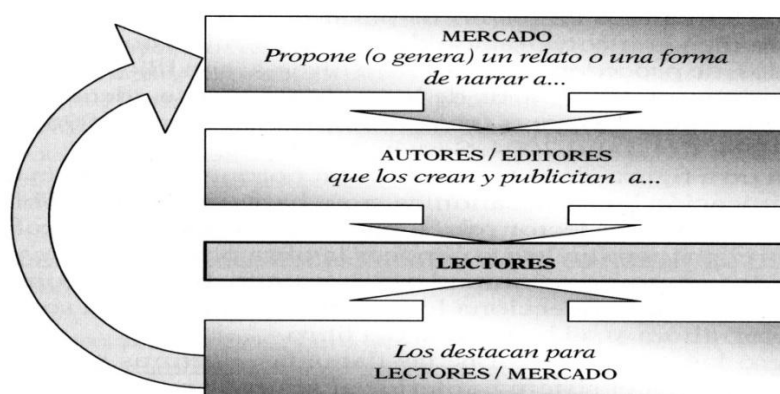 MERCADO
Propone (o genera) un relato o una forma
de narrar a...
AUTORES / EDITORES
que los crean y publicitan a...
LECTORES
Los destacan para
LECTORES / MERCADO